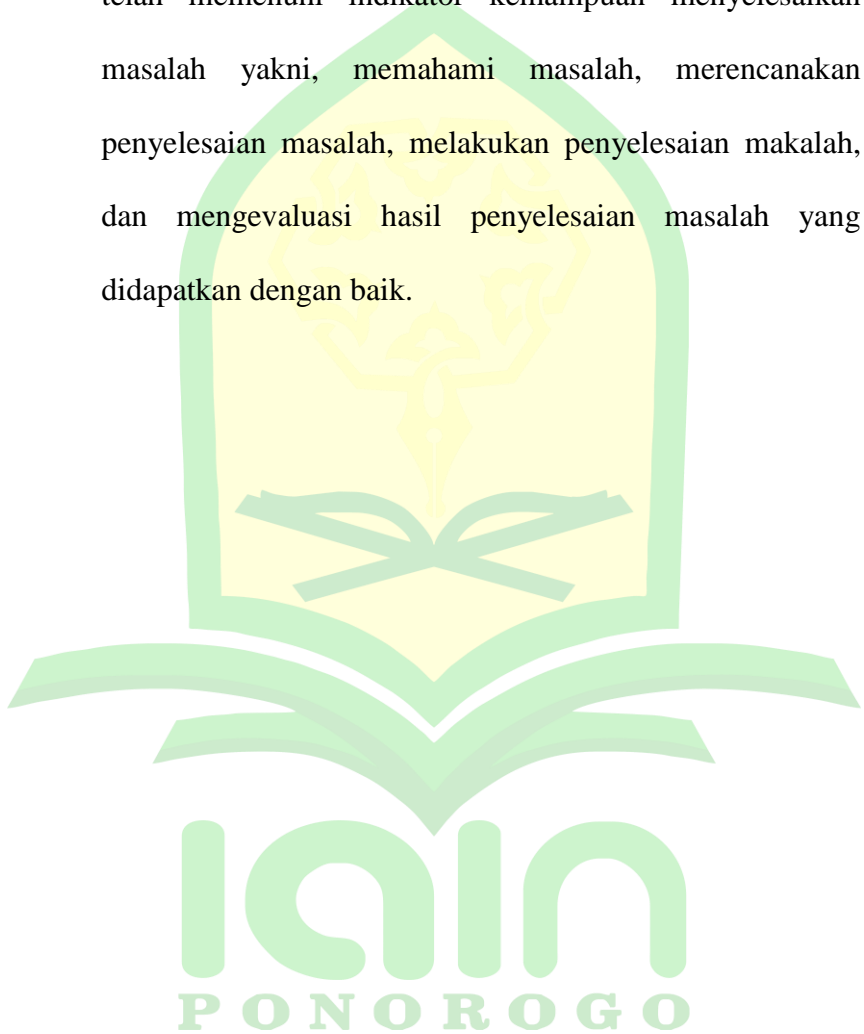 telah memenuhi indikator kemampuan menyelesaikan
masalah yakni, memahami masalah, merencanakan
penyelesaian masalah, melakukan penyelesaian makalah,
dan mengevaluasi hasil penyelesaian masalah yang
didapatkan dengan baik.
iain
PONOROGO